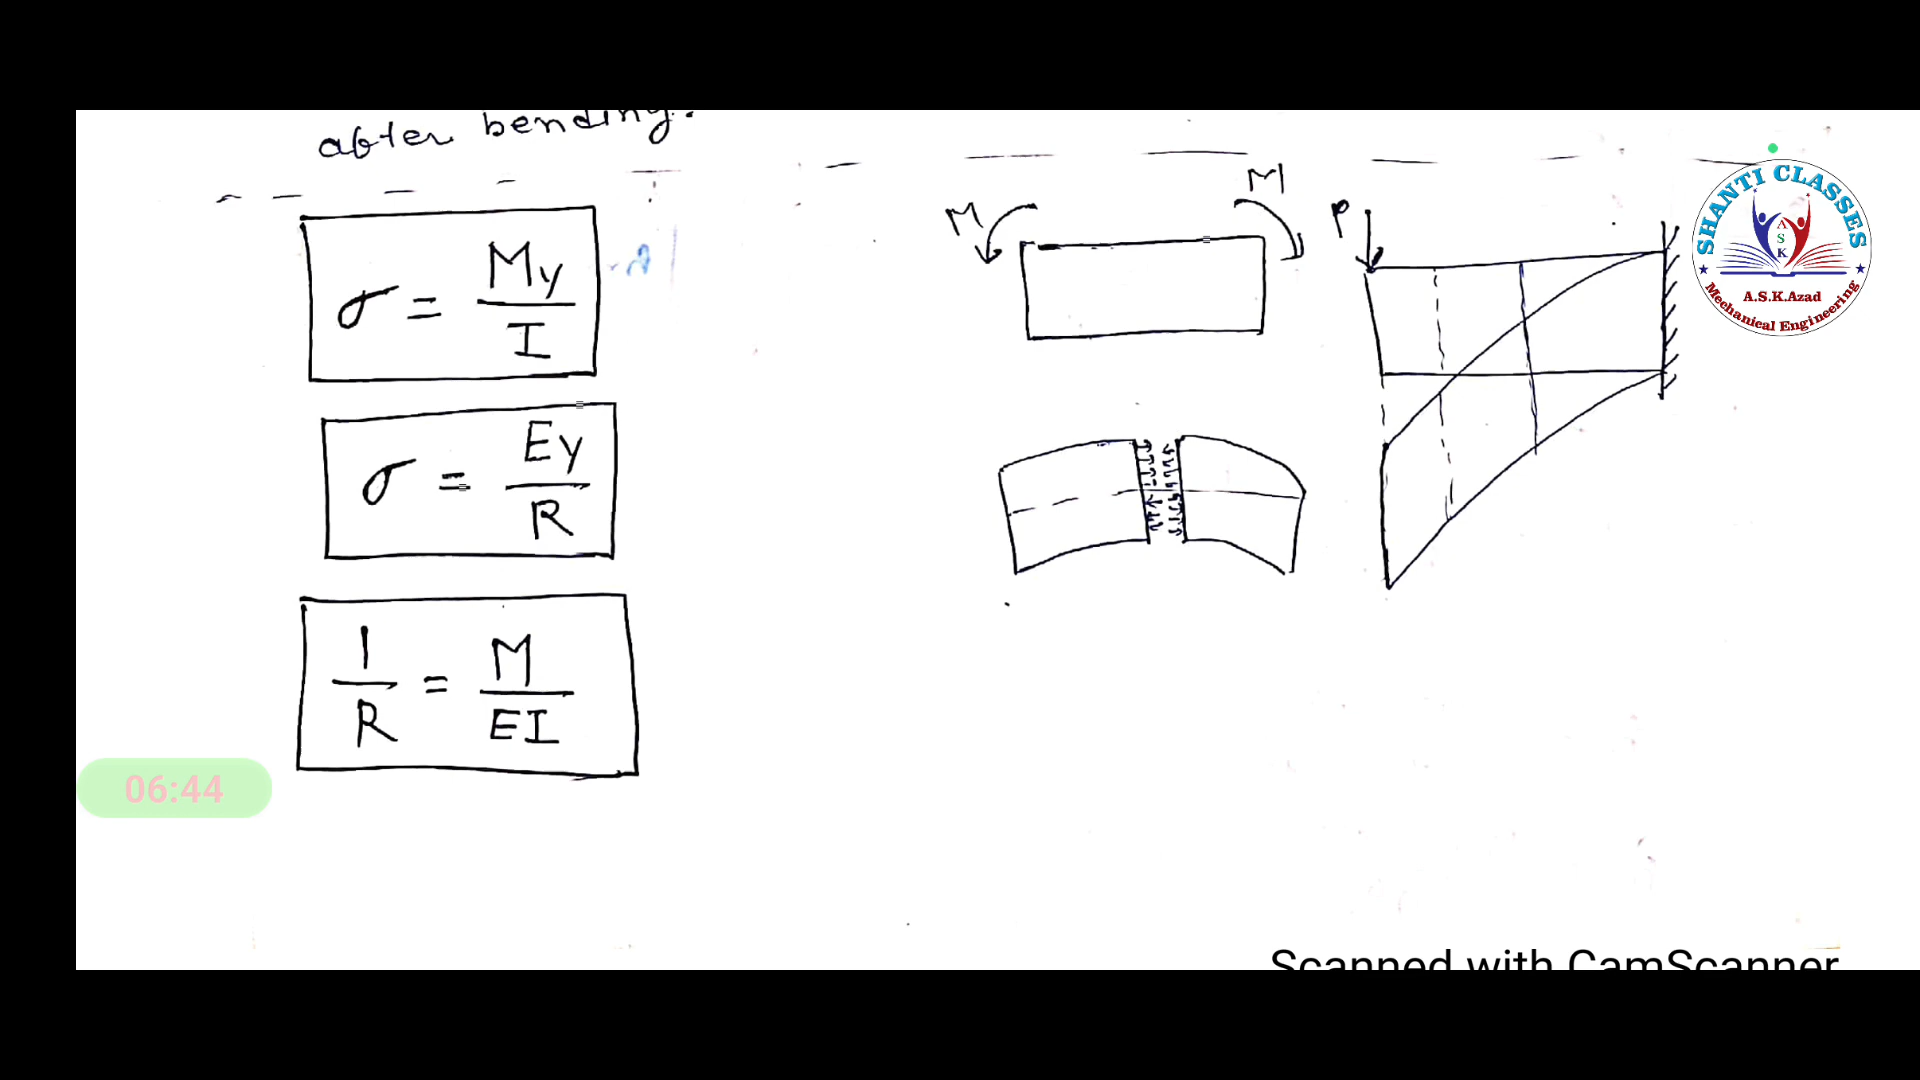 after bending.
σ = My/I
σ = Ey/R
1/R = M/EI
M
M
P
SHANTI CLASSES
A
S
K
A.S.K.Azad
Mechanical Engineering
06:44
Scanned with CamScanner